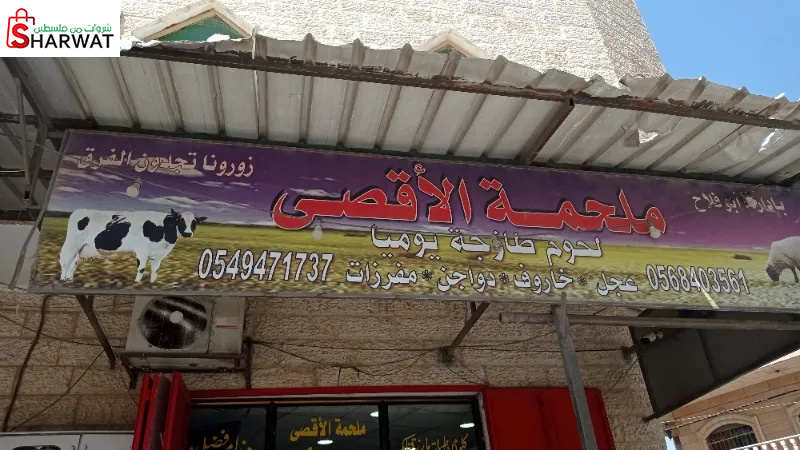 شروات من فلسطين
SHARWAT
زورونا تجدون الفرق
ملحمة الأقصى
بإدارة ابو فلاح
لحوم طازجة يوميا
0568403561 عجل * خاروف * دواجن * مفرزات 0549471737
ملحمة الأقصى